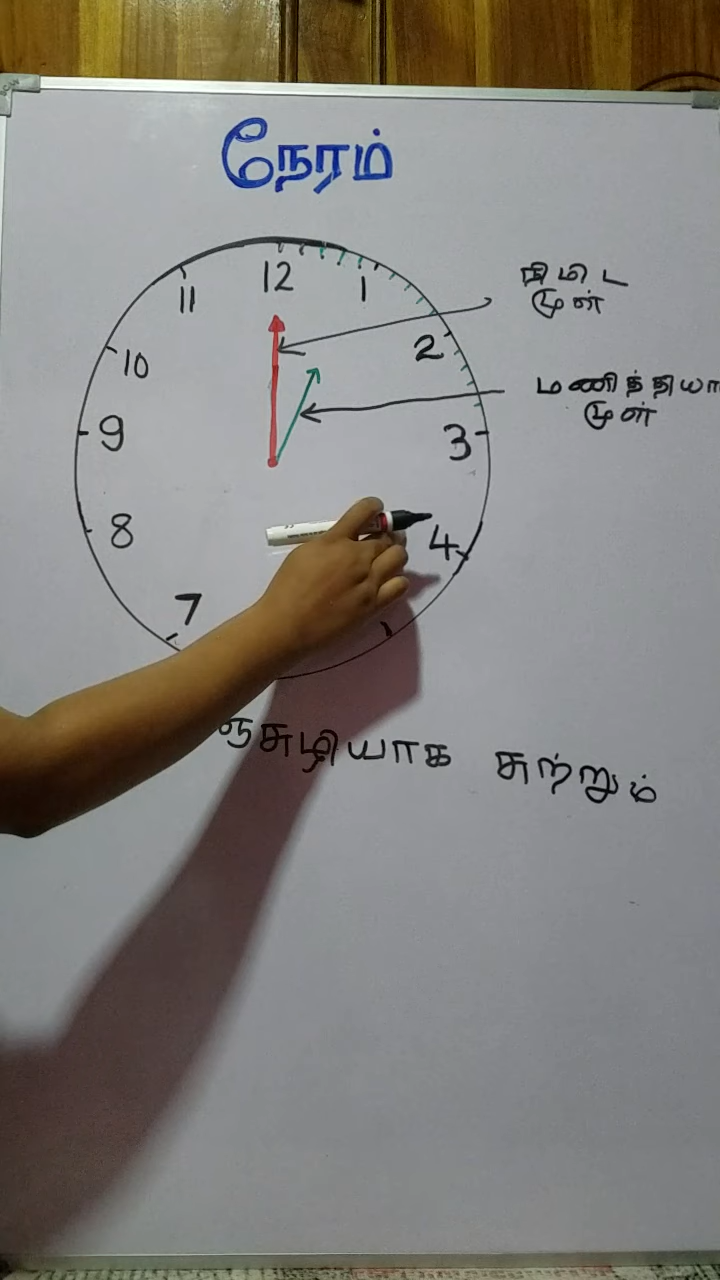 நேரம்
12
11
1
10
2
9
3
8
4
7
நிமிட
முள்
மணித்தியா
முள்
ஞ்சுழியாக சுற்றும்